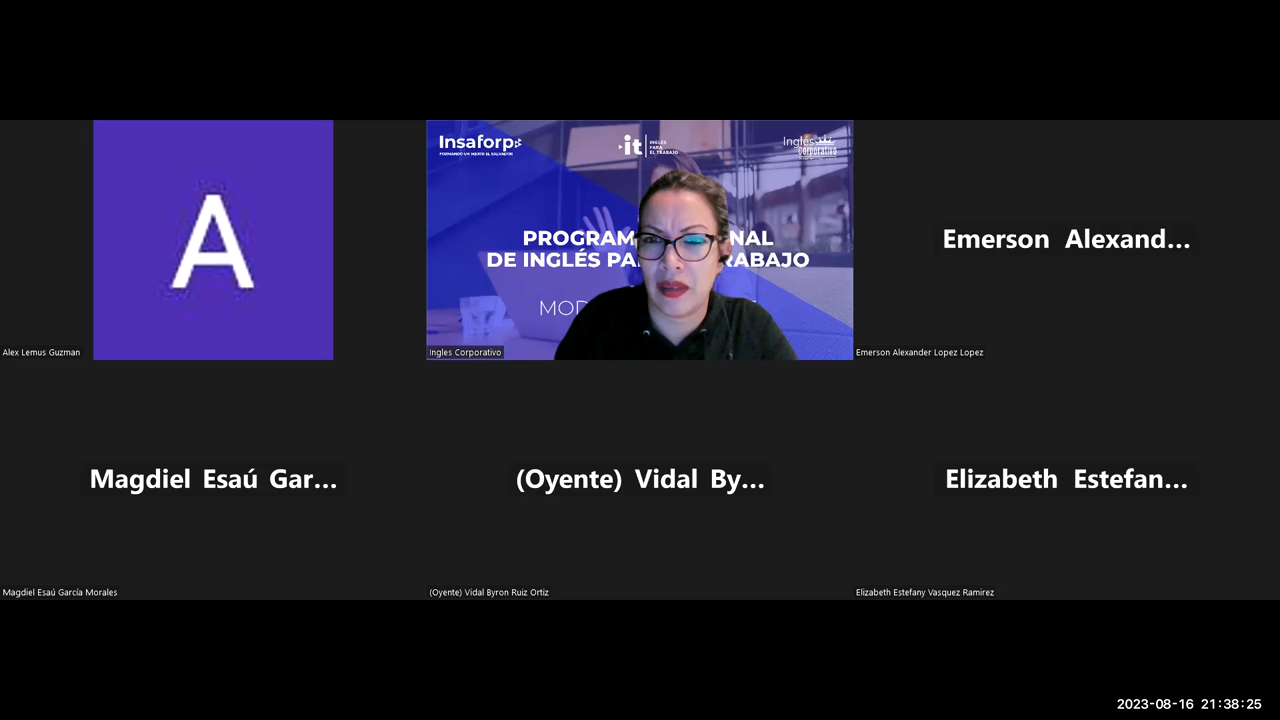 A
Alex Lemus Guzman
Insaforp
FORMANDO UN MEJOR EL SALVADOR
it
INGLÉS
PARA
EL TRABAJO
Inglés
corporativo
PROGRAM NAL
DE INGLÉS PA RABAJO
MOD
Ingles Corporativo
Emerson Alexand...
Emerson Alexander Lopez Lopez
Magdiel Esaú Gar...
Magdiel Esaú García Morales
(Oyente) Vidal By...
(Oyente) Vidal Byron Ruiz Ortiz
Elizabeth Estefan...
Elizabeth Estefany Vasquez Ramirez
2023-08-16 21:38:25